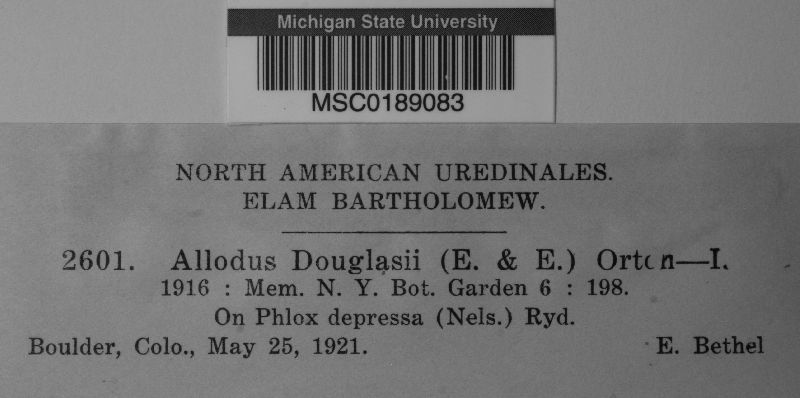 Michigan State University
MSC0189083
NORTH AMERICAN UREDINALES.
ELAM BARTHOLOMEW.
2601. Allodus Douglasii (E. & E.) Orton—I.
1916 : Mem. N. Y. Bot. Garden 6 : 198.
On Phlox depressa (Nels.) Ryd.
Boulder, Colo., May 25, 1921. E. Bethel